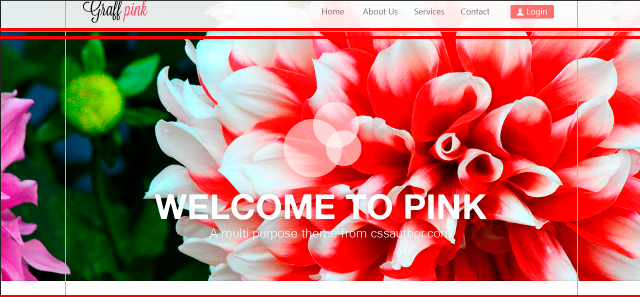 Graff pink
Home About Us Services Contact Login
WELCOME TO PINK
A multi purpose theme from cssauthor.com